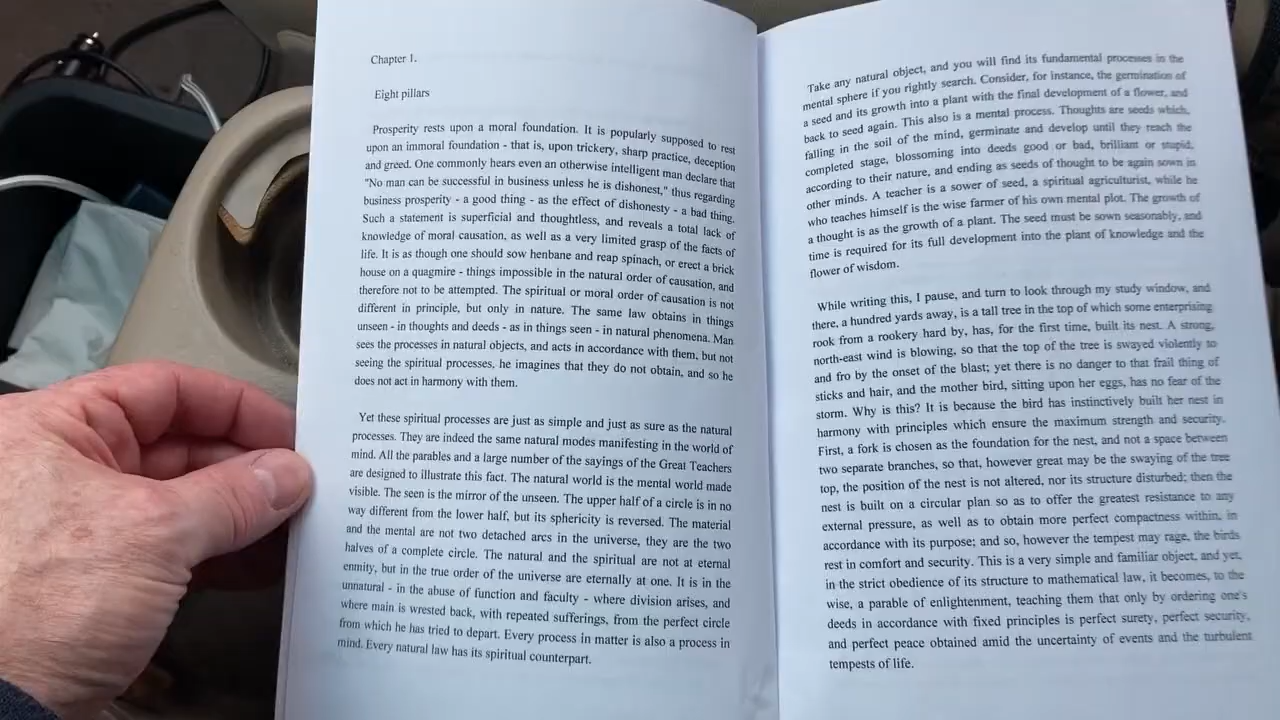 Chapter 1.
Eight pillars
Prosperity rests upon a moral foundation. It is popularly supposed to rest
upon an immoral foundation - that is, upon trickery, sharp practice, deception
and greed. One commonly hears even an otherwise intelligent man declare that
"No man can be successful in business unless he is dishonest," thus regarding
business prosperity - a good thing - as the effect of dishonesty - a bad thing.
Such a statement is superficial and thoughtless, and reveals a total lack of
knowledge of moral causation, as well as a very limited grasp of the facts of
life. It is as though one should sow henbane and reap spinach, or erect a brick
house on a quagmire - things impossible in the natural order of causation, and
therefore not to be attempted. The spiritual or moral order of causation is not
different in principle, but only in nature. The same law obtains in things
unseen - in thoughts and deeds - as in things seen - in natural phenomena. Man
sees the processes in natural objects, and acts in accordance with them, but not
seeing the spiritual processes, he imagines that they do not obtain, and so he
does not act in harmony with them.
Yet these spiritual processes are just as simple and just as sure as the natural
processes. They are indeed the same natural modes manifesting in the world of
mind. All the parables and a large number of the sayings of the Great Teachers
are designed to illustrate this fact. The natural world is the mental world made
visible. The seen is the mirror of the unseen. The upper half of a circle is in no
way different from the lower half, but its sphericity is reversed. The material
and the mental are not two detached arcs in the universe, they are the two
halves of a complete circle. The natural and the spiritual are not at eternal
enmity, but in the true order of the universe are eternally at one. It is in the
unnatural - in the abuse of function and faculty - where division arises, and
where main is wrested back, with repeated sufferings, from the perfect circle
from which he has tried to depart. Every process in matter is also a process in
mind. Every natural law has its spiritual counterpart.
Take any natural object, and you will find its fundamental processes in the
mental sphere if you rightly search. Consider, for instance, the germination of
a seed and its growth into a plant with the final development of a flower, and
back to seed again. This also is a mental process. Thoughts are seeds which,
falling in the soil of the mind, germinate and develop until they reach the
completed stage, blossoming into deeds good or bad, brilliant or stupid,
according to their nature, and ending as seeds of thought to be again sown in
other minds. A teacher is a sower of seed, a spiritual agriculturist, while he
who teaches himself is the wise farmer of his own mental plot. The growth of
a thought is as the growth of a plant. The seed must be sown seasonably, and
time is required for its full development into the plant of knowledge and the
flower of wisdom.
While writing this, I pause, and turn to look through my study window, and
there, a hundred yards away, is a tall tree in the top of which some enterprising
rook from a rookery hard by, has, for the first time, built its nest. A strong,
north-east wind is blowing, so that the top of the tree is swayed violently to
and fro by the onset of the blast; yet there is no danger to that frail thing of
sticks and hair, and the mother bird, sitting upon her eggs, has no fear of the
storm. Why is this? It is because the bird has instinctively built her nest in
harmony with principles which ensure the maximum strength and security.
First, a fork is chosen as the foundation for the nest, and not a space between
two separate branches, so that, however great may be the swaying of the tree
top, the position of the nest is not altered, nor its structure disturbed; then the
nest is built on a circular plan so as to offer the greatest resistance to any
external pressure, as well as to obtain more perfect compactness within, in
accordance with its purpose; and so, however the tempest may rage, the birds
rest in comfort and security. This is a very simple and familiar object, and yet,
in the strict obedience of its structure to mathematical law, it becomes, to the
wise, a parable of enlightenment, teaching them that only by ordering one's
deeds in accordance with fixed principles is perfect surety, perfect security,
and perfect peace obtained amid the uncertainty of events and the turbulent
tempests of life.